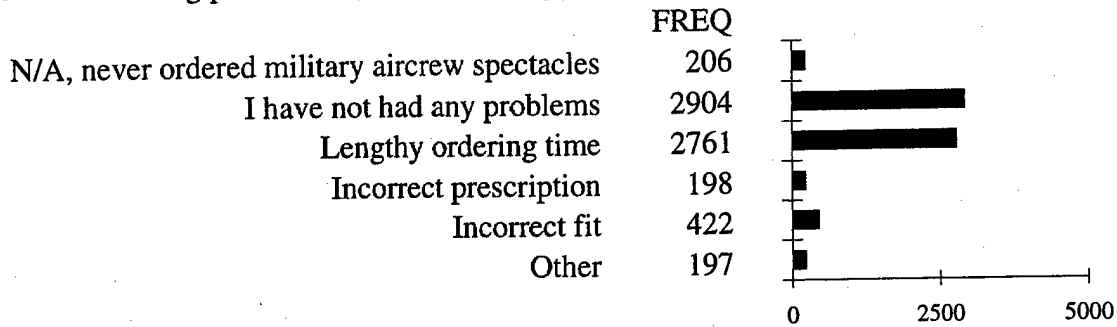 FREQ
N/A, never ordered military aircrew spectacles 206
I have not had any problems 2904
Lengthy ordering time 2761
Incorrect prescription 198
Incorrect fit 422
Other 197
0 2500 5000